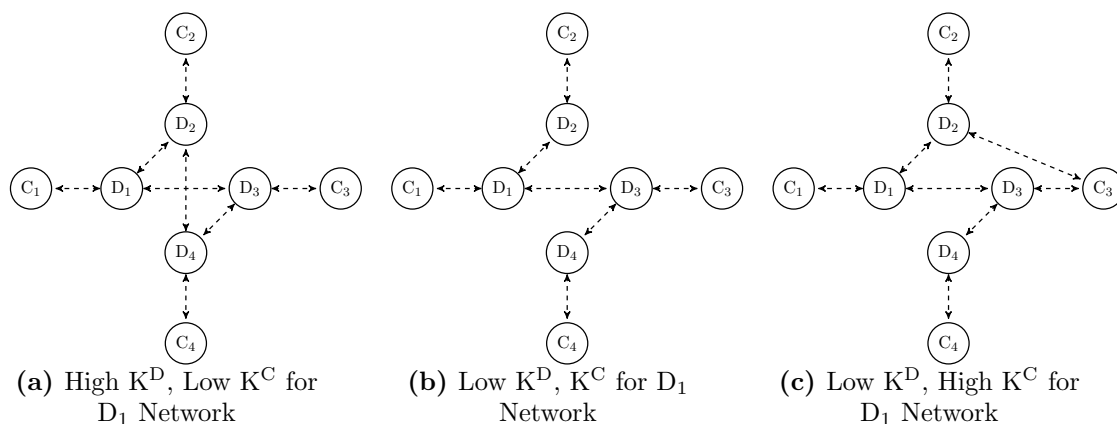 C₂
D₂
C₁ D₁ D₃ C₃
D₄
C₄
(a) High Kᴰ, Low Kᶜ for
D₁ Network
C₂
D₂
C₁ D₁ D₃ C₃
D₄
C₄
(b) Low Kᴰ, Kᶜ for D₁
Network
C₂
D₂
C₁ D₁ D₃ C₃
D₄
C₄
(c) Low Kᴰ, High Kᶜ for
D₁ Network